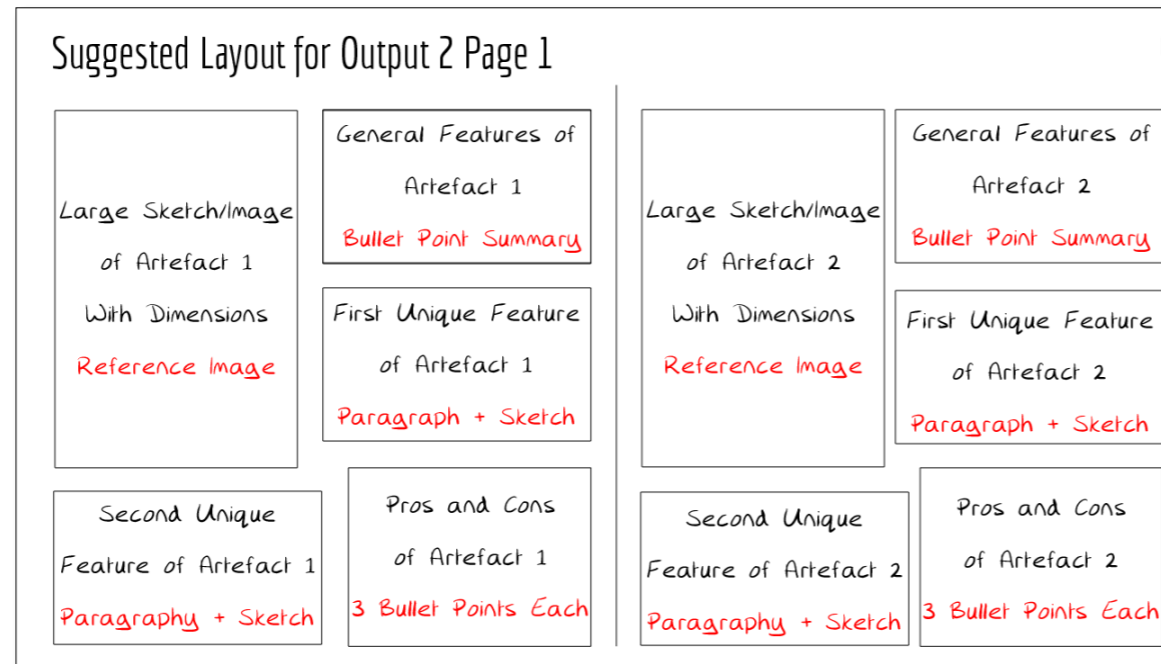 Suggested Layout for Output 2 Page 1
Large Sketch/Image
of Artefact 1
With Dimensions
Reference Image
General Features of
Artefact 1
Bullet Point Summary
First Unique Feature
of Artefact 1
Paragraph + Sketch
Second Unique
Feature of Artefact 1
Paragraphy + Sketch
Pros and Cons
of Artefact 1
3 Bullet Points Each
Large Sketch/Image
of Artefact 2
With Dimensions
Reference Image
General Features of
Artefact 2
Bullet Point Summary
First Unique Feature
of Artefact 2
Paragraph + Sketch
Second Unique
Feature of Artefact 2
Paragraphy + Sketch
Pros and Cons
of Artefact 2
3 Bullet Points Each